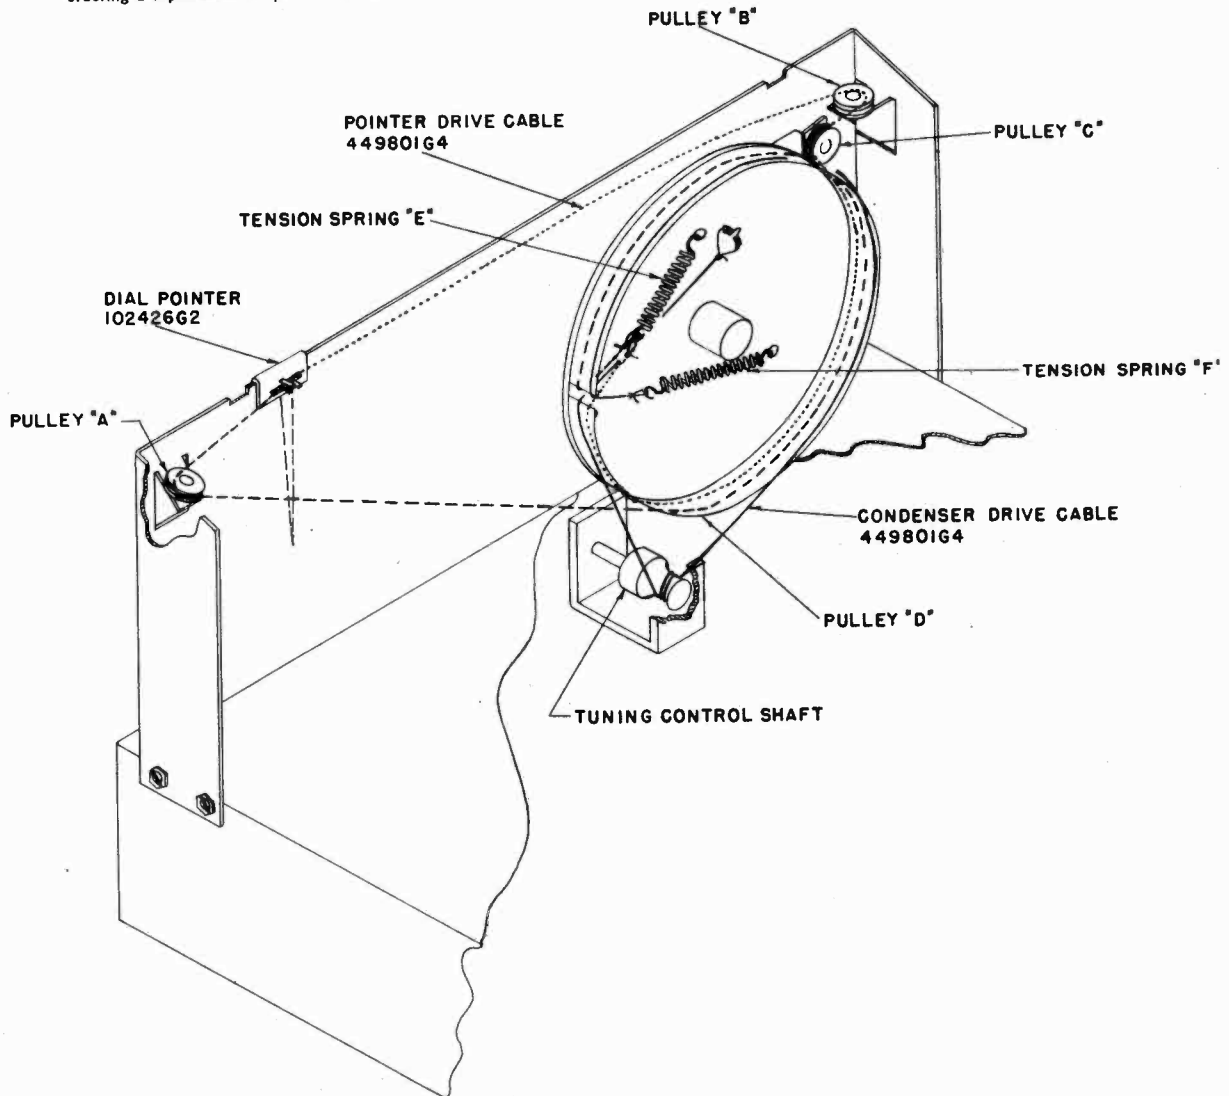 PULLEY "B"
POINTER DRIVE CABLE
449801G4
PULLEY "C"
TENSION SPRING "E"
DIAL POINTER
102426G2
TENSION SPRING "F"
PULLEY "A"
CONDENSER DRIVE CABLE
449801G4
PULLEY "D"
TUNING CONTROL SHAFT